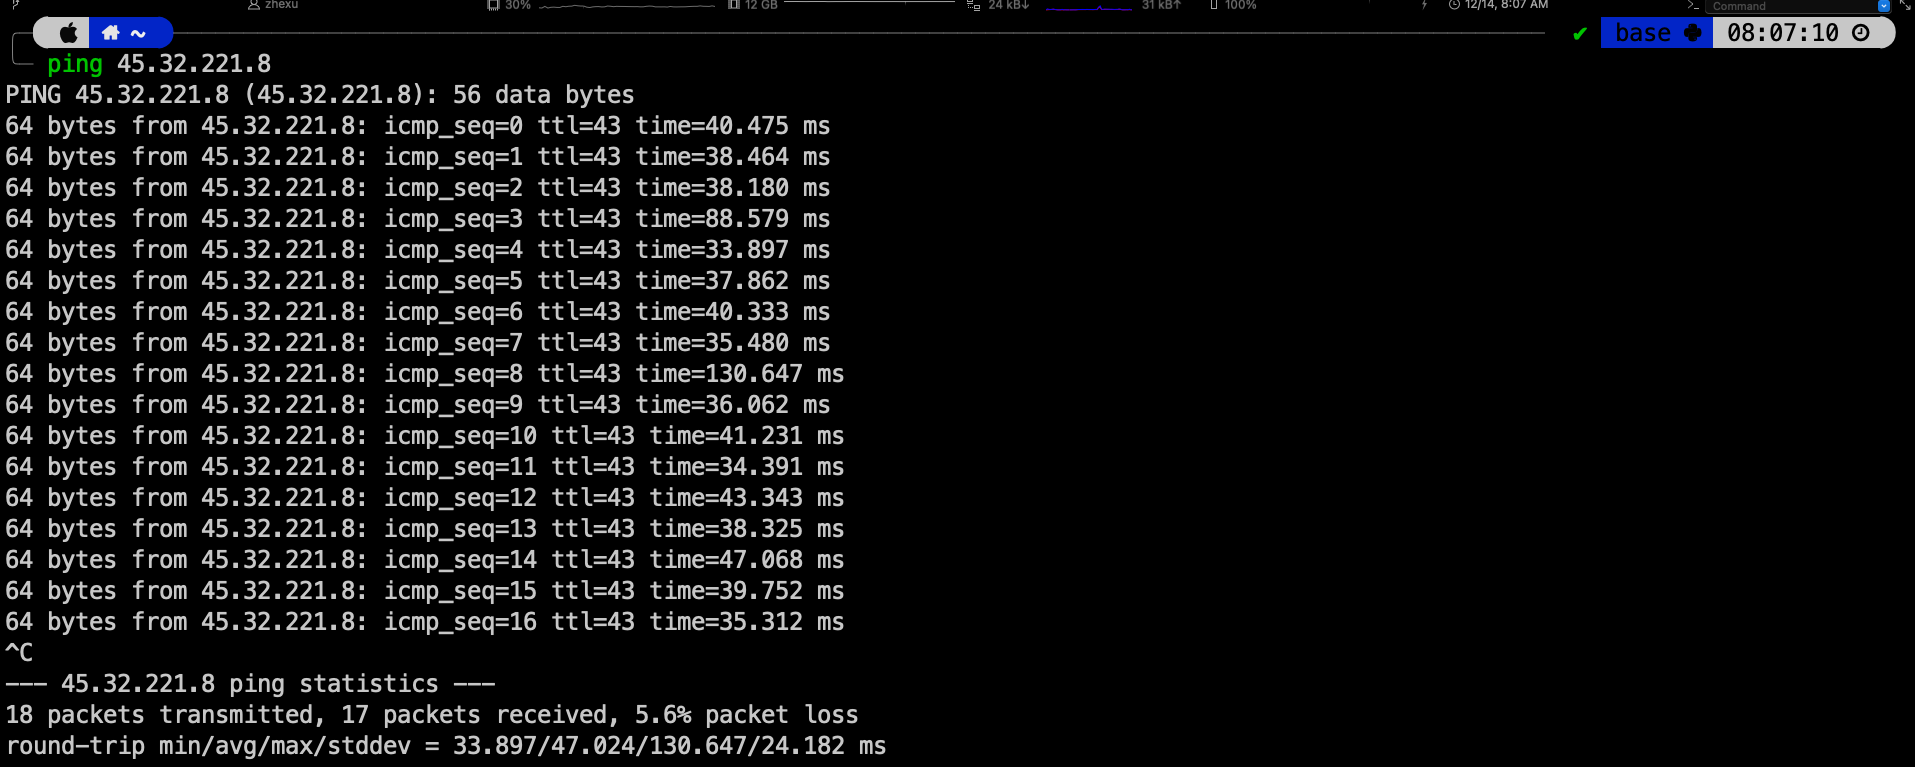 zhexu 30% 12 GB 24 kB↓ 31 kB↑ 100% 12/14, 8:07 AM Command
~ ✔ base 08:07:10
ping 45.32.221.8
PING 45.32.221.8 (45.32.221.8): 56 data bytes
64 bytes from 45.32.221.8: icmp_seq=0 ttl=43 time=40.475 ms
64 bytes from 45.32.221.8: icmp_seq=1 ttl=43 time=38.464 ms
64 bytes from 45.32.221.8: icmp_seq=2 ttl=43 time=38.180 ms
64 bytes from 45.32.221.8: icmp_seq=3 ttl=43 time=88.579 ms
64 bytes from 45.32.221.8: icmp_seq=4 ttl=43 time=33.897 ms
64 bytes from 45.32.221.8: icmp_seq=5 ttl=43 time=37.862 ms
64 bytes from 45.32.221.8: icmp_seq=6 ttl=43 time=40.333 ms
64 bytes from 45.32.221.8: icmp_seq=7 ttl=43 time=35.480 ms
64 bytes from 45.32.221.8: icmp_seq=8 ttl=43 time=130.647 ms
64 bytes from 45.32.221.8: icmp_seq=9 ttl=43 time=36.062 ms
64 bytes from 45.32.221.8: icmp_seq=10 ttl=43 time=41.231 ms
64 bytes from 45.32.221.8: icmp_seq=11 ttl=43 time=34.391 ms
64 bytes from 45.32.221.8: icmp_seq=12 ttl=43 time=43.343 ms
64 bytes from 45.32.221.8: icmp_seq=13 ttl=43 time=38.325 ms
64 bytes from 45.32.221.8: icmp_seq=14 ttl=43 time=47.068 ms
64 bytes from 45.32.221.8: icmp_seq=15 ttl=43 time=39.752 ms
64 bytes from 45.32.221.8: icmp_seq=16 ttl=43 time=35.312 ms
^C
--- 45.32.221.8 ping statistics ---
18 packets transmitted, 17 packets received, 5.6% packet loss
round-trip min/avg/max/stddev = 33.897/47.024/130.647/24.182 ms